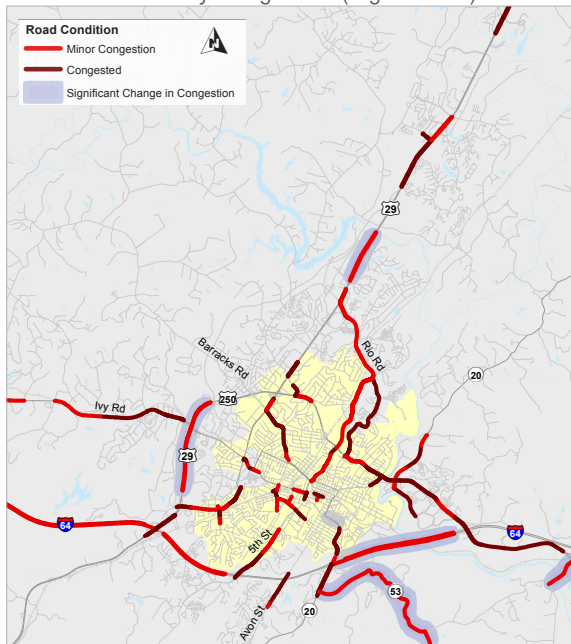 Road Condition
Minor Congestion
Congested
Significant Change in Congestion
29
Rio Rd
Barracks Rd
20
250
Ivy Rd
29
64
64
5th St
53
Avon St
20